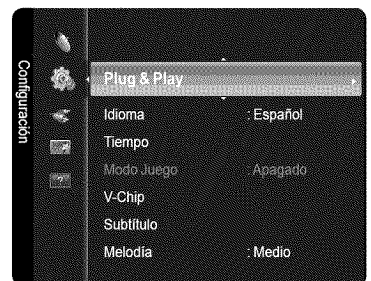 Configuración
Plug & Play
Idioma : Español
Tiempo
Modo Juego : Apagado
V-Chip
Subtítulo
Melodía : Medio